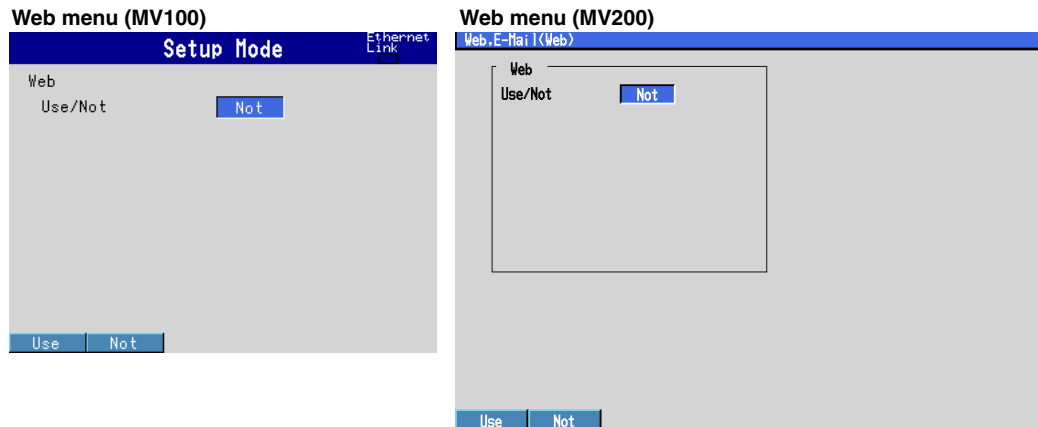 Web menu (MV100)
Setup Mode
Ethernet
Link
Web
Use/Not Not
Use Not
Web menu (MV200)
Web,E-Mail(Web)
Web
Use/Not Not
Use Not